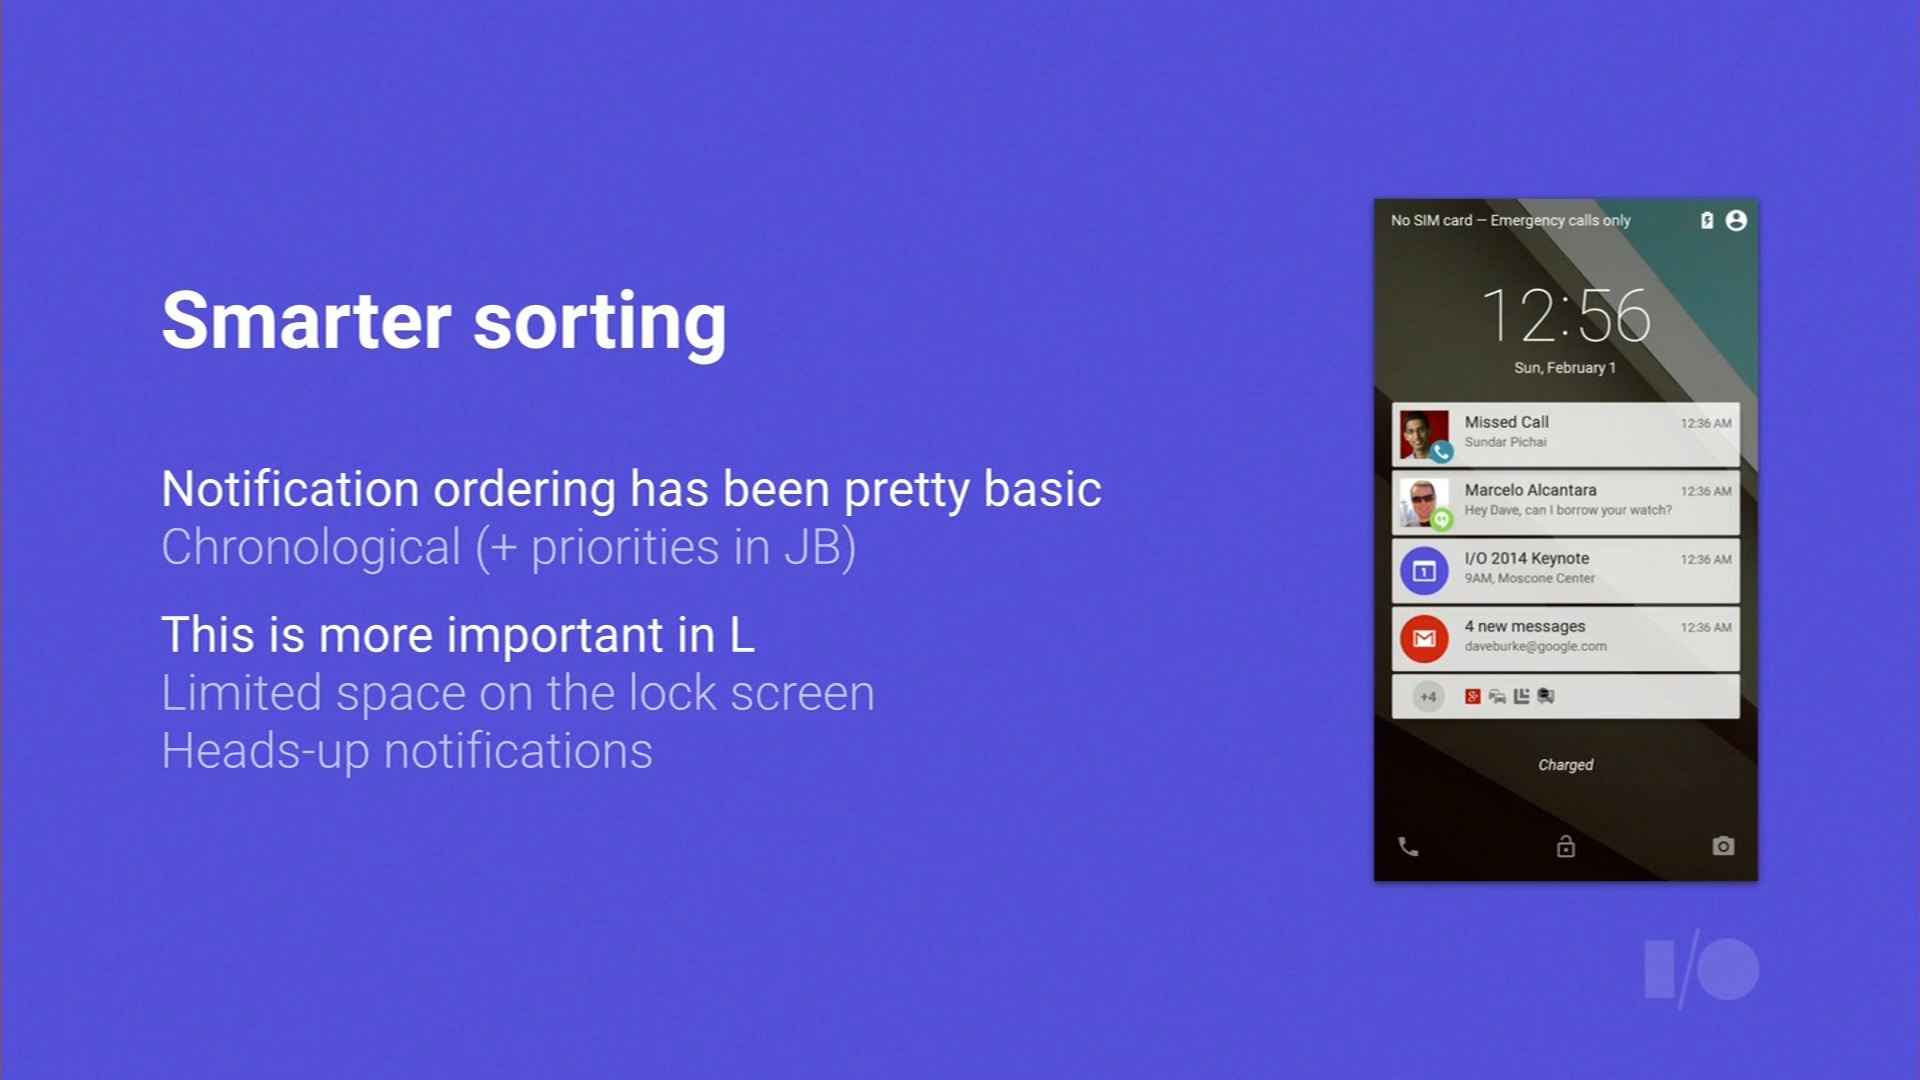 Smarter sorting
Notification ordering has been pretty basic
Chronological (+ priorities in JB)
This is more important in L
Limited space on the lock screen
Heads-up notifications
No SIM card – Emergency calls only
12:56
Sun, February 1
Missed Call 12:36 AM
Sundar Pichai
Marcelo Alcantara 12:36 AM
Hey Dave, can I borrow your watch?
1
I/O 2014 Keynote 12:36 AM
9AM, Moscone Center
4 new messages 12:36 AM
daveburke@google.com
+4
Charged
I/O